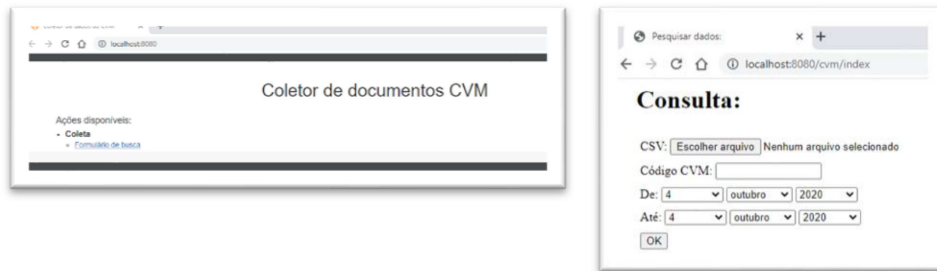 localhost:8080
Coletor de documentos CVM
Ações disponíveis:
Coleta
Formulário de busca
Pesquisar dados:
localhost:8080/cvm/index
Consulta:
CSV: Escolher arquivo Nenhum arquivo selecionado
Código CVM:
De: 4 outubro 2020
Até: 4 outubro 2020
OK